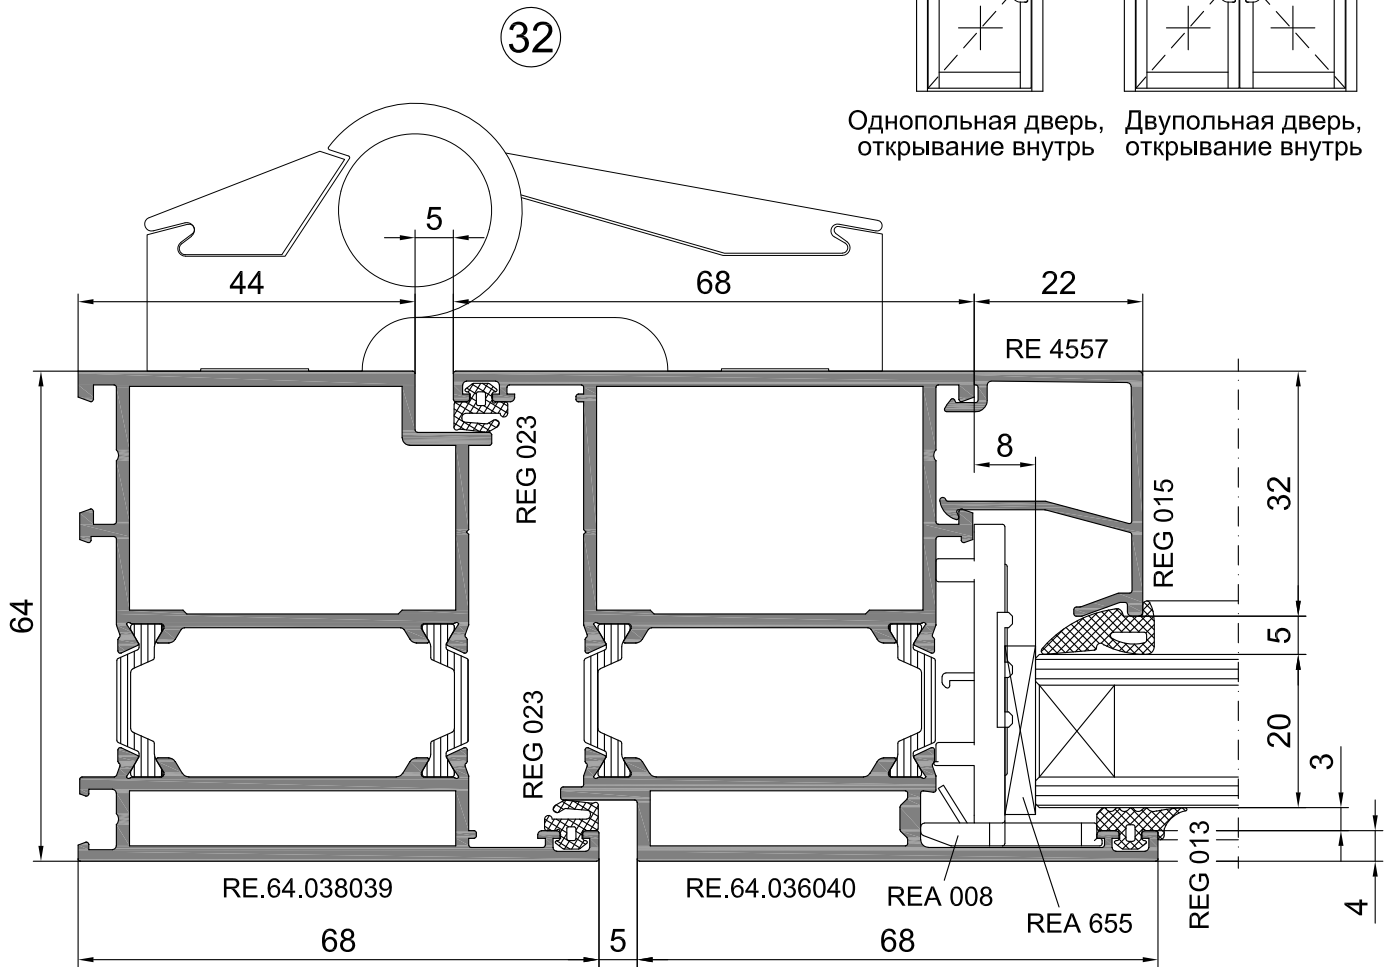 32
Однопольная дверь,
открывание внутрь
Двупольная дверь,
открывание внутрь
5
44
68
22
RE 4557
REG 023
8
REG 015
32
64
5
REG 023
20
3
REG 013
4
RE.64.038039
RE.64.036040
REA 008
REA 655
68
5
68